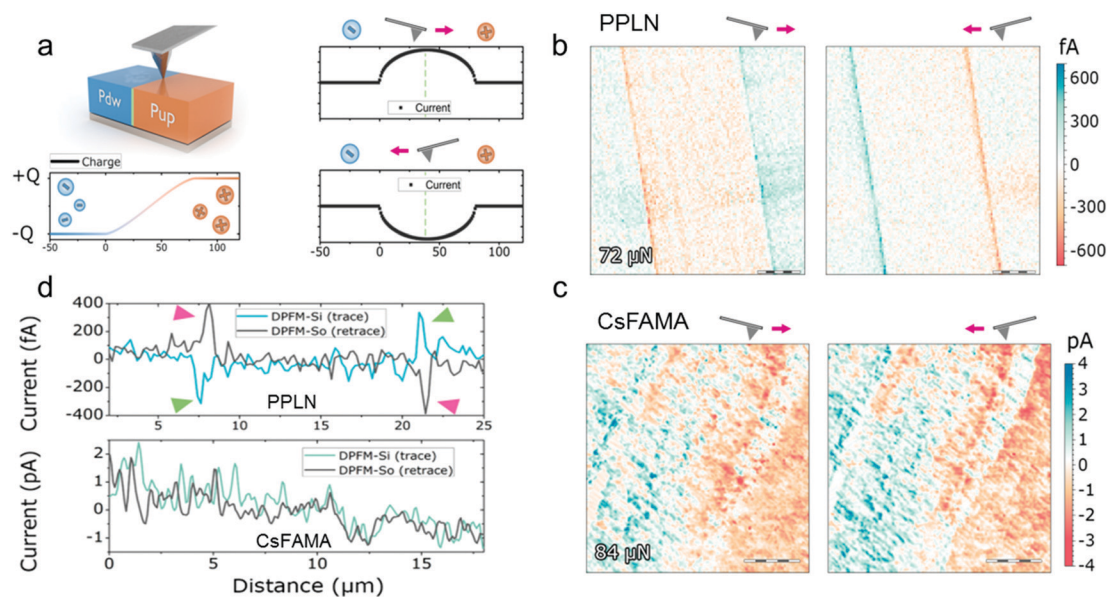 a
Pdw
Pup
Charge
+Q
-Q
-50 0 50 100
Current
-50 0 50 100
Current
-50 0 50 100
b
PPLN
72 µN
fA
600
300
0
-300
-600
c
CsFAMA
84 µN
pA
4
3
2
1
0
-1
-2
-3
-4
d
Current (fA)
400
200
0
-200
-400
DPFM-Si (trace)
DPFM-So (retrace)
PPLN
5 10 15 20 25
Current (pA)
2
1
0
-1
DPFM-Si (trace)
DPFM-So (retrace)
CsFAMA
0 5 10 15
Distance (µm)